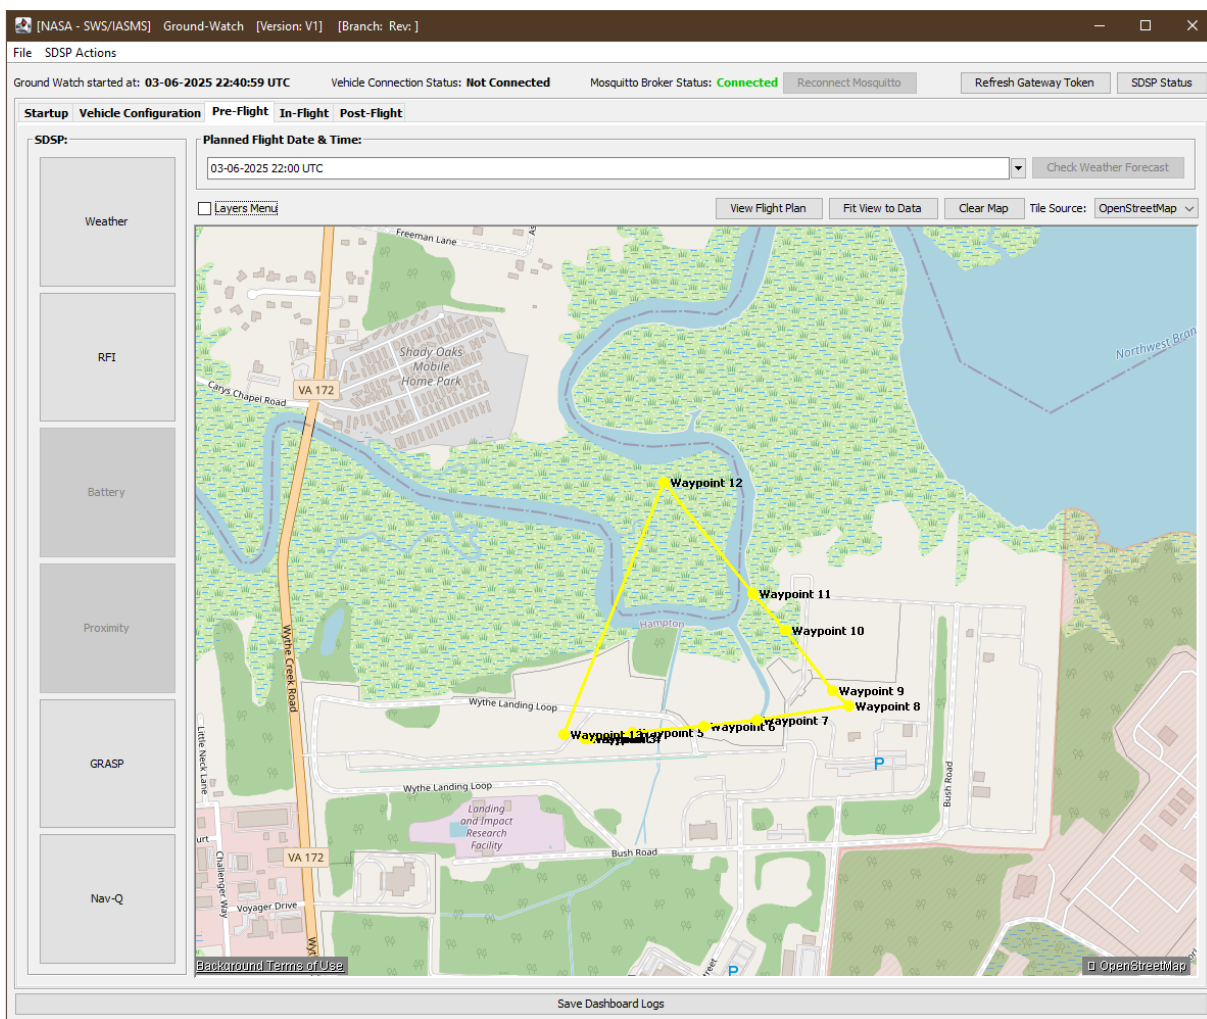 [NASA - SWS/IASMS] Ground-Watch [Version: V1] [Branch: Rev: ]
File SDSP Actions
Ground Watch started at: 03-06-2025 22:40:59 UTC Vehicle Connection Status: Not Connected Mosquitto Broker Status: Connected Reconnect Mosquitto Refresh Gateway Token SDSP Status
Startup Vehicle Configuration Pre-Flight In-Flight Post-Flight
SDSP:
Weather
RFI
Battery
Proximity
GRASP
Nav-Q
Planned Flight Date & Time:
03-06-2025 22:00 UTC Check Weather Forecast
Layers Menu View Flight Plan Fit View to Data Clear Map Tile Source: OpenStreetMap
Freeman Lane
Shady Oaks
Mobile
Home Park
VA 172
Carys Chapel Road
Northwest Bran
Waypoint 12
Waypoint 11
Hampton
Waypoint 10
Wythe Creek Road
Waypoint 9
Wythe Landing Loop
Waypoint 8
Waypoint 7
Waypoint 6
Waypoint 5
Waypoint 13
Little Neck Lane
P
Wythe Landing Loop
Bush Road
Landing
and Impact
Research
Facility
urt
Bush Road
VA 172
Challenger Way
Voyager Drive
Wyt
reet
P
Background Terms of Use
OpenStreetMap
Save Dashboard Logs